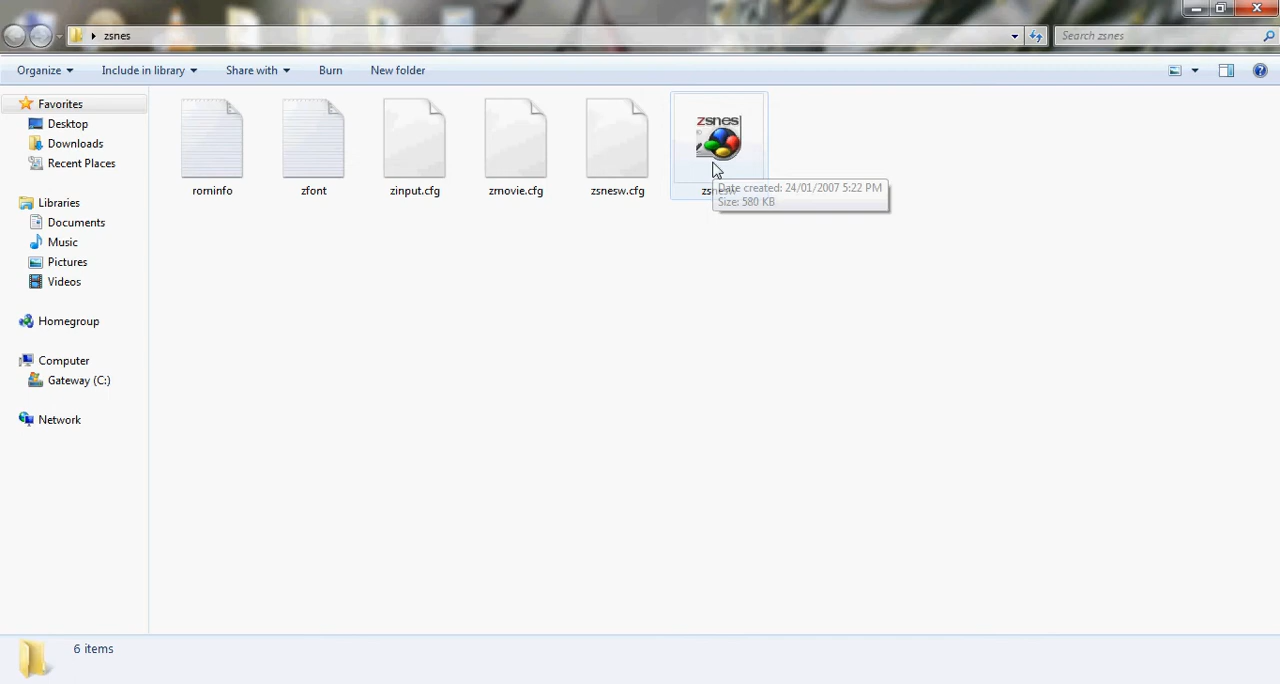 zsnes
Search zsnes
Organize
Include in library
Share with
Burn
New folder
Favorites
Desktop
Downloads
Recent Places
Libraries
Documents
Music
Pictures
Videos
Homegroup
Computer
Gateway (C:)
Network
zsnes
rominfo
zfont
zinput.cfg
zmovie.cfg
zsnesw.cfg
Date created: 24/01/2007 5:22 PM
Size: 580 KB
6 items